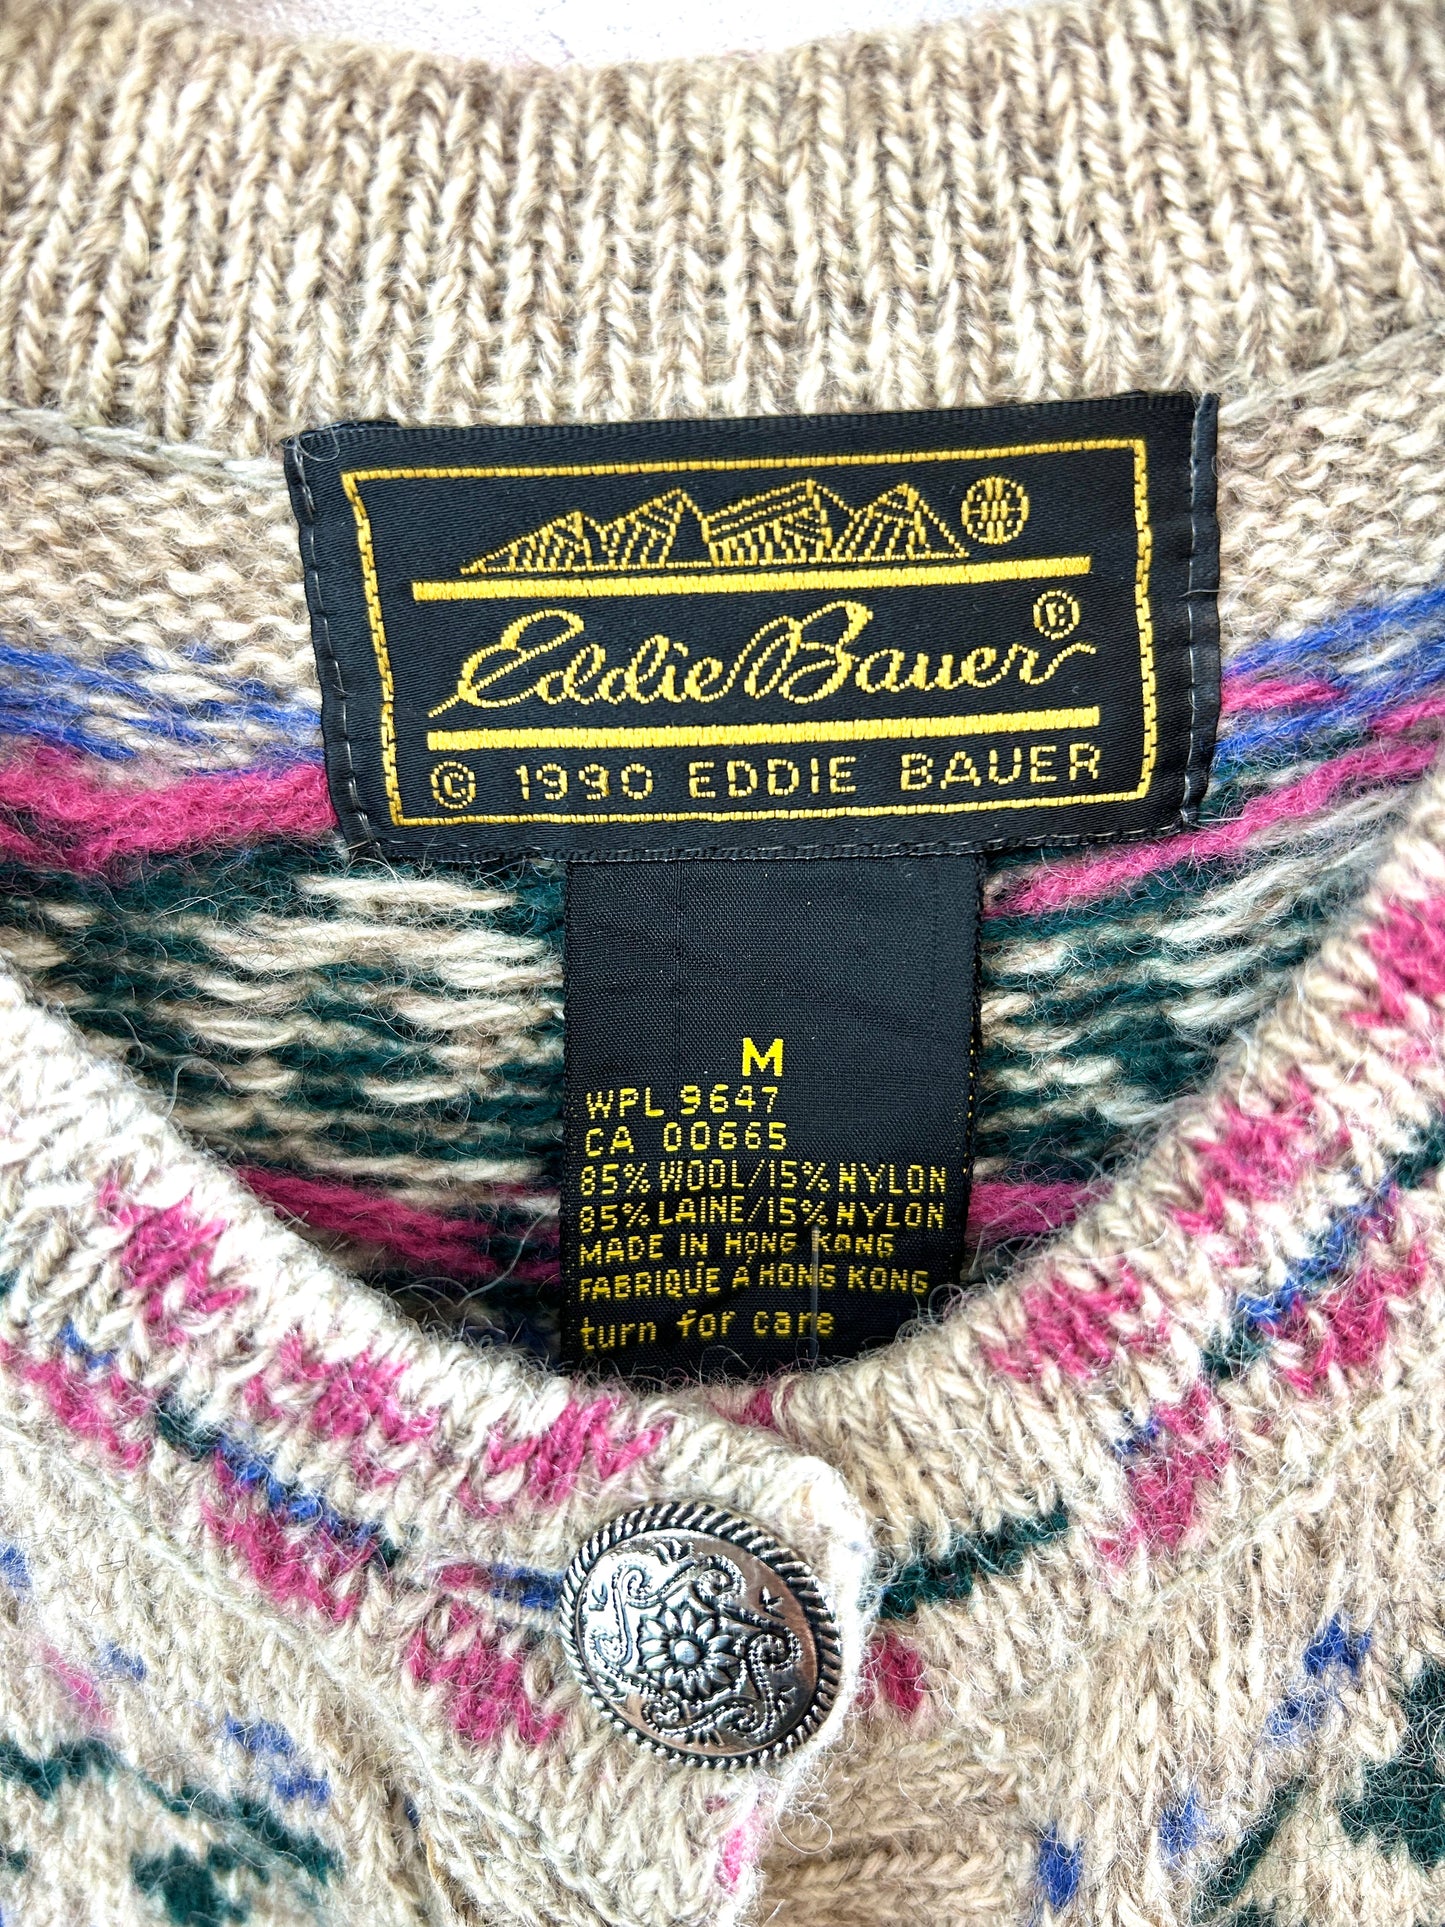 Eddie Bauer®
© 1990 EDDIE BAUER
M
WPL 9647
CA 00665
85% WOOL/15% NYLON
85% LAINE/15% NYLON
MADE IN HONG KONG
FABRIQUÉ À HONG KONG
turn for care